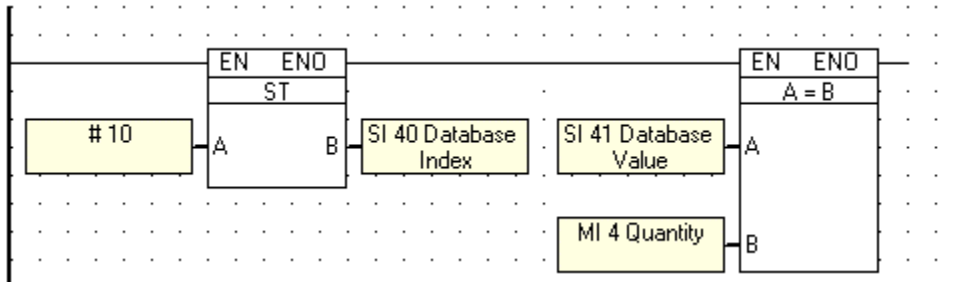 EN ENO
ST
# 10
A
B
SI 40 Database
Index
EN ENO
A = B
SI 41 Database
Value
A
MI 4 Quantity
B